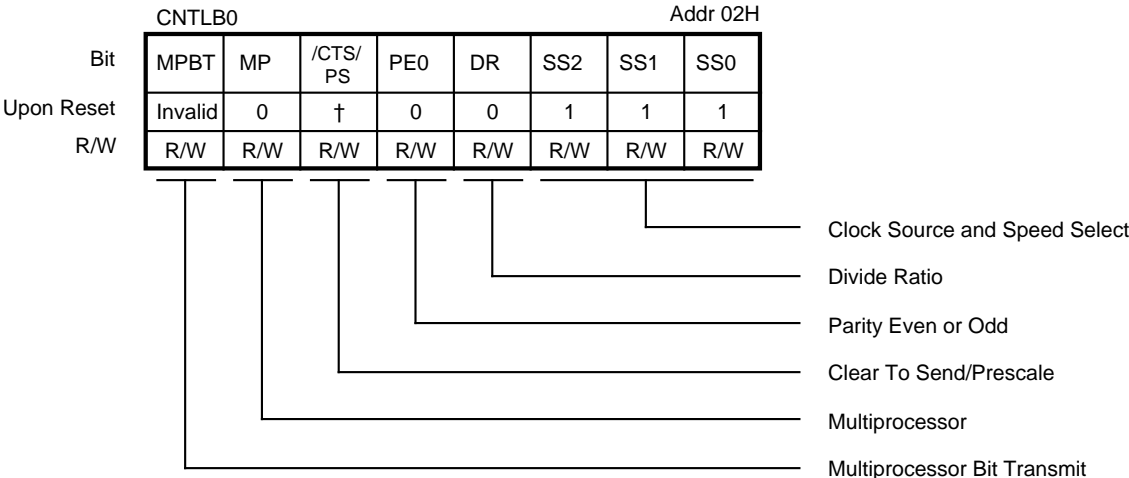 CNTLB0 Addr 02H
Bit MPBT MP /CTS/ PS PE0 DR SS2 SS1 SS0
Upon Reset Invalid 0 † 0 0 1 1 1
R/W R/W R/W R/W R/W R/W R/W R/W R/W
Clock Source and Speed Select
Divide Ratio
Parity Even or Odd
Clear To Send/Prescale
Multiprocessor
Multiprocessor Bit Transmit